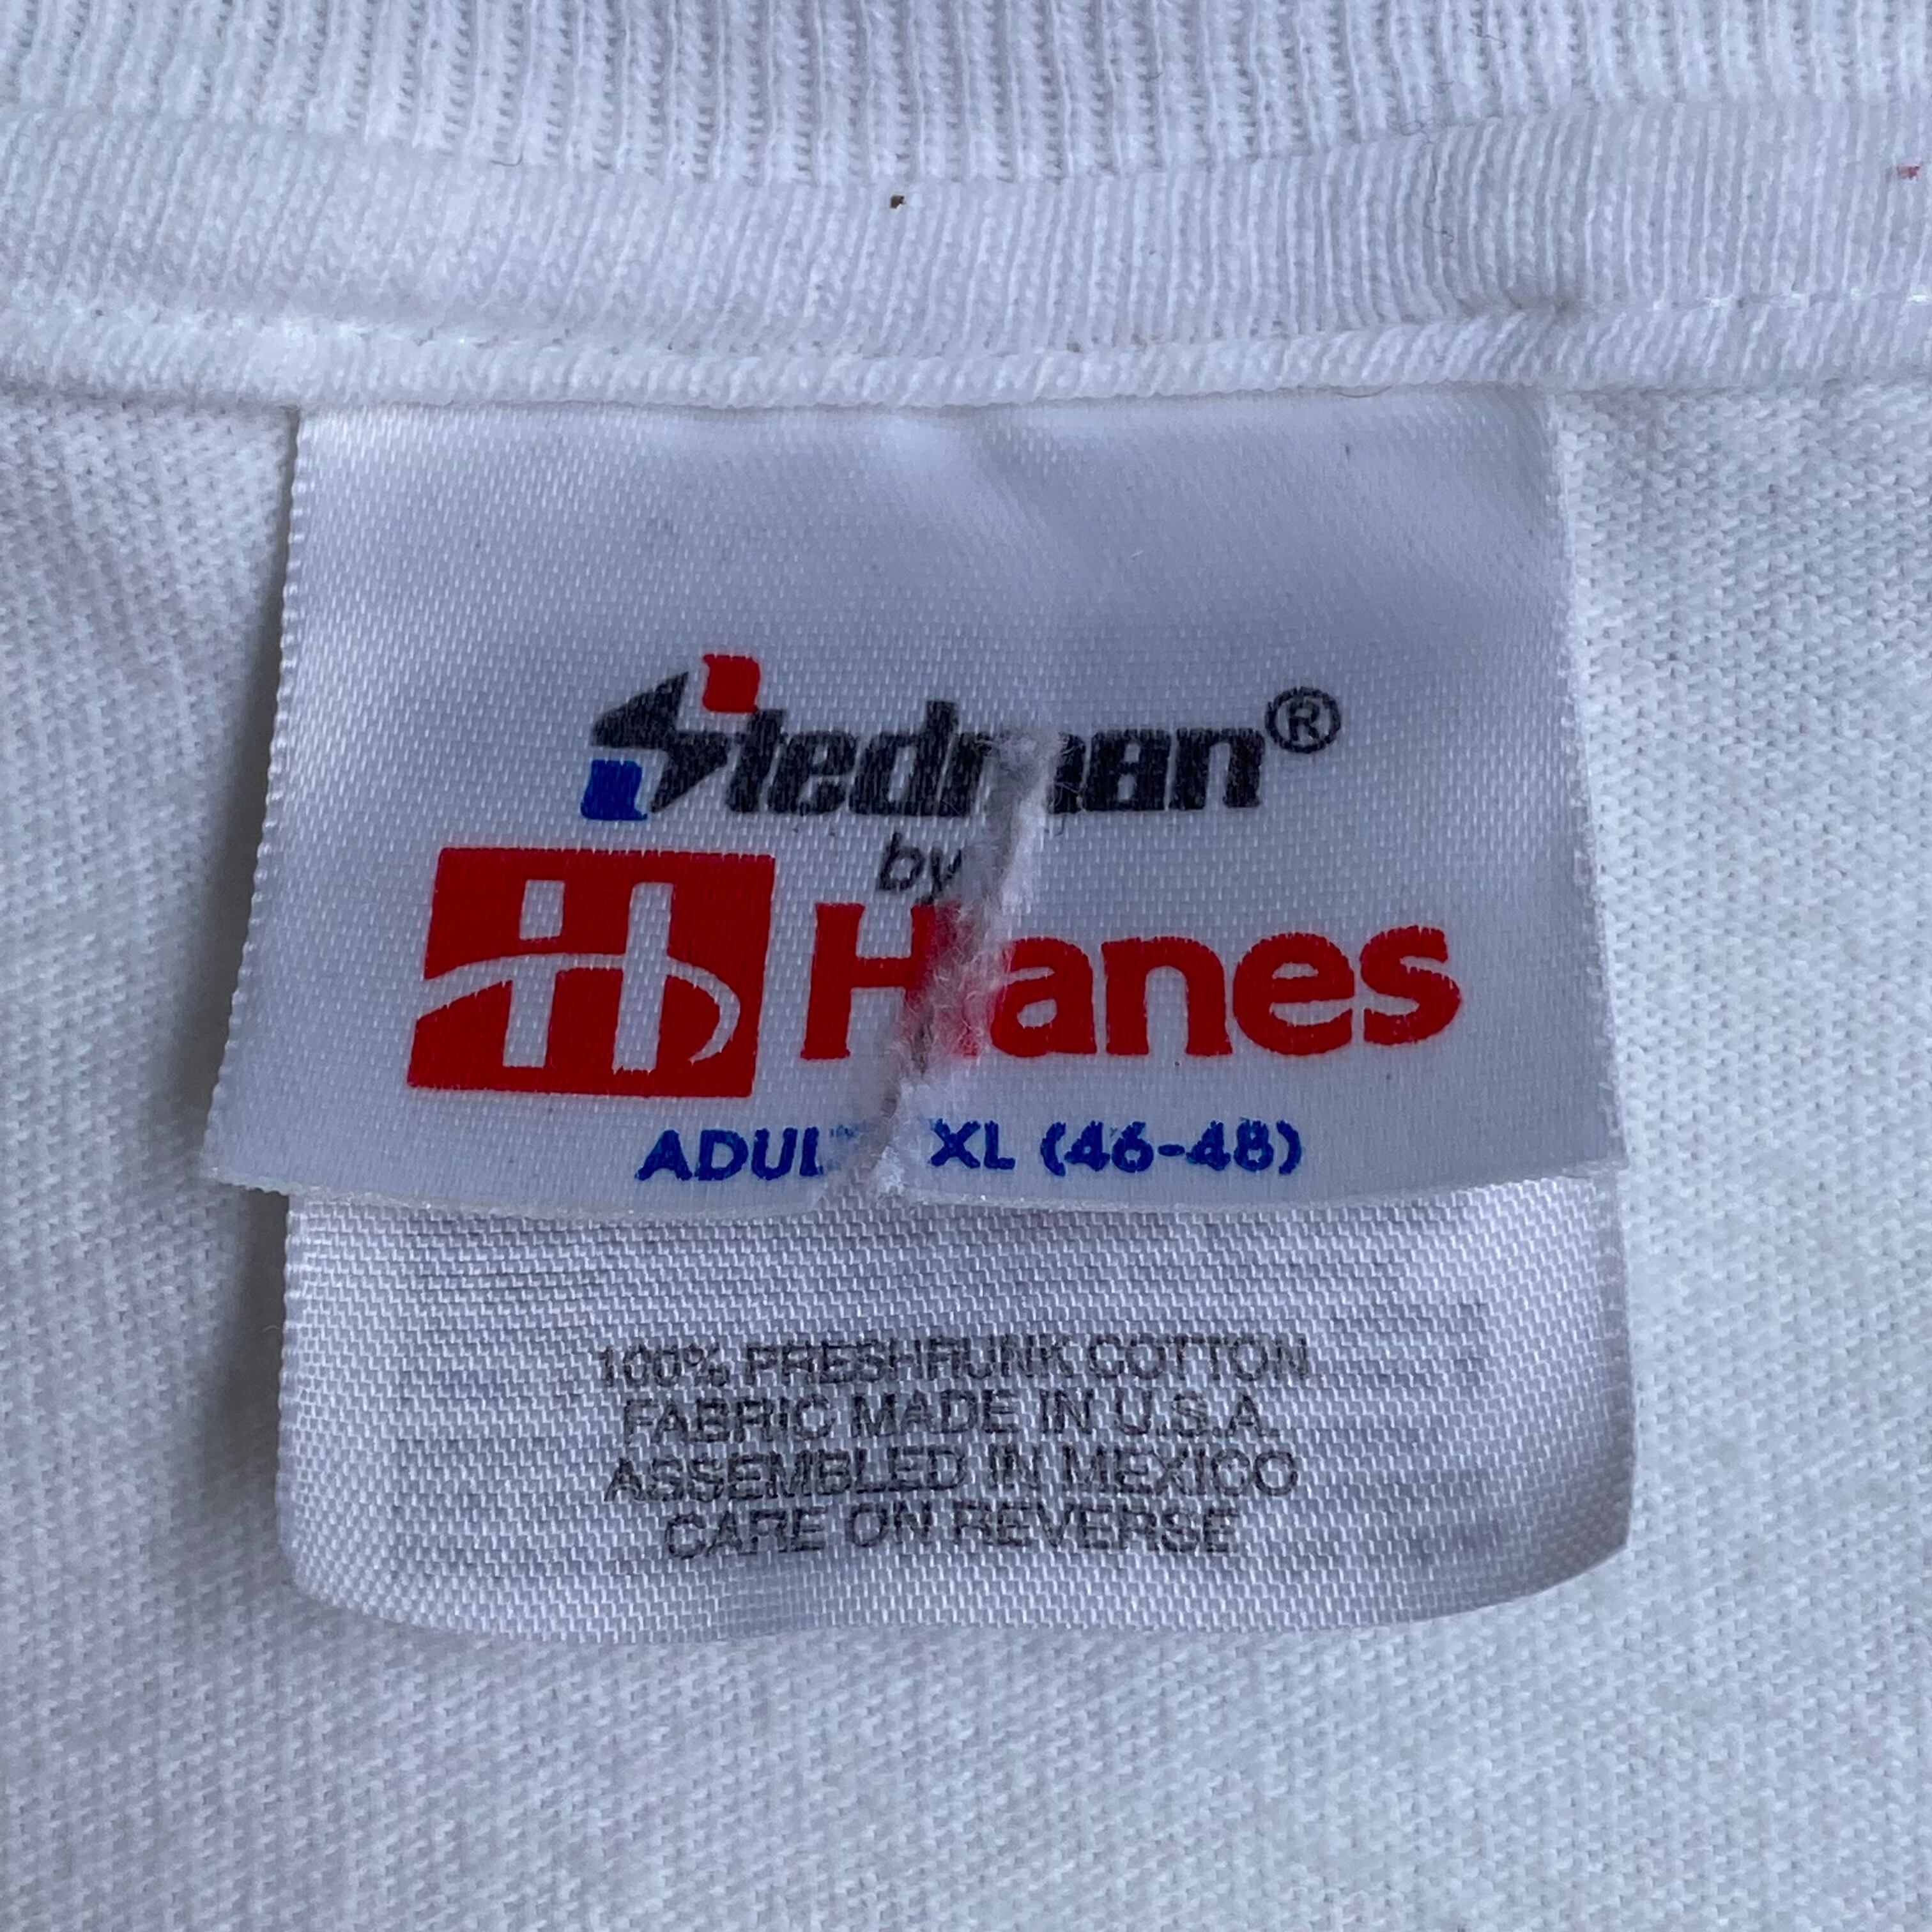 Stedman®
by
Hanes
ADULT XL (46-48)
100% PRESHRUNK COTTON
FABRIC MADE IN U.S.A.
ASSEMBLED IN MEXICO
CARE ON REVERSE